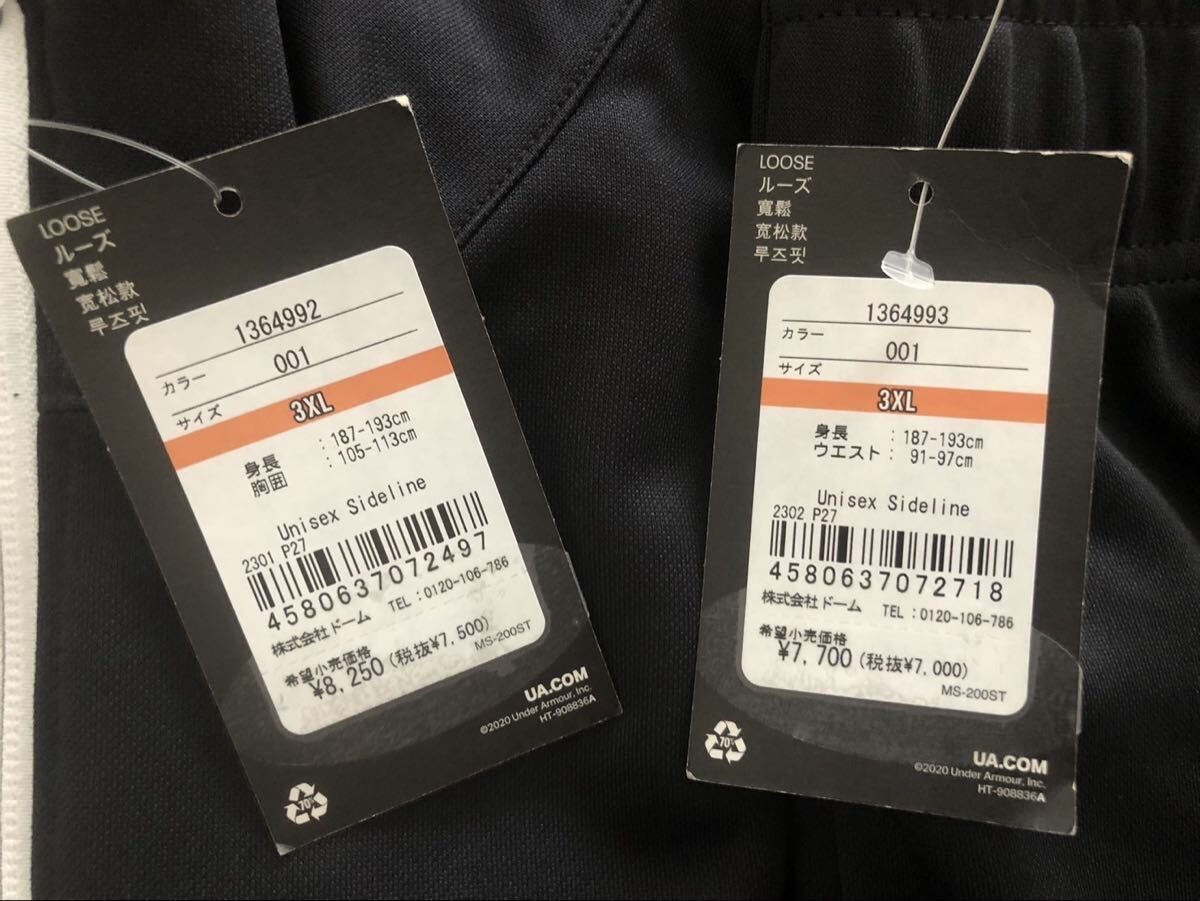 LOOSE
ルーズ
寬鬆
宽松款
루즈핏
1364992
カラー 001
サイズ
3XL
身長 : 187-193cm
胸囲 : 105-113cm
Unisex Sideline
2301 P27
4580637072497
株式会社ドーム TEL:0120-106-786
希望小売価格
¥8,250(税抜¥7,500)
MS-200ST
UA.COM
©2020 Under Armour, Inc.
HT-908836A
70%
LOOSE
ルーズ
寬鬆
宽松款
루즈핏
1364993
カラー
001
サイズ
3XL
身長 : 187-193cm
ウエスト : 91-97cm
Unisex Sideline
2302 P27
4580637072718
株式会社ドーム TEL:0120-106-786
希望小売価格
¥7,700(税抜¥7,000)
MS-200ST
UA.COM
©2020 Under Armour, Inc.
HT-908836A
70%